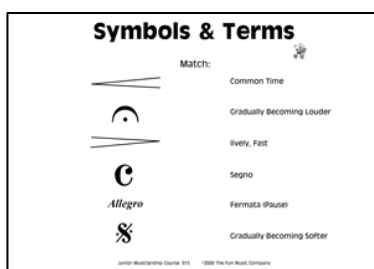 Symbols & Terms
Match:
Common Time
Gradually Becoming Louder
lively, Fast
Segno
Allegro
Fermata (Pause)
Gradually Becoming Softer
Junior Musicianship Course S15 ©2008 The Fun Music Company